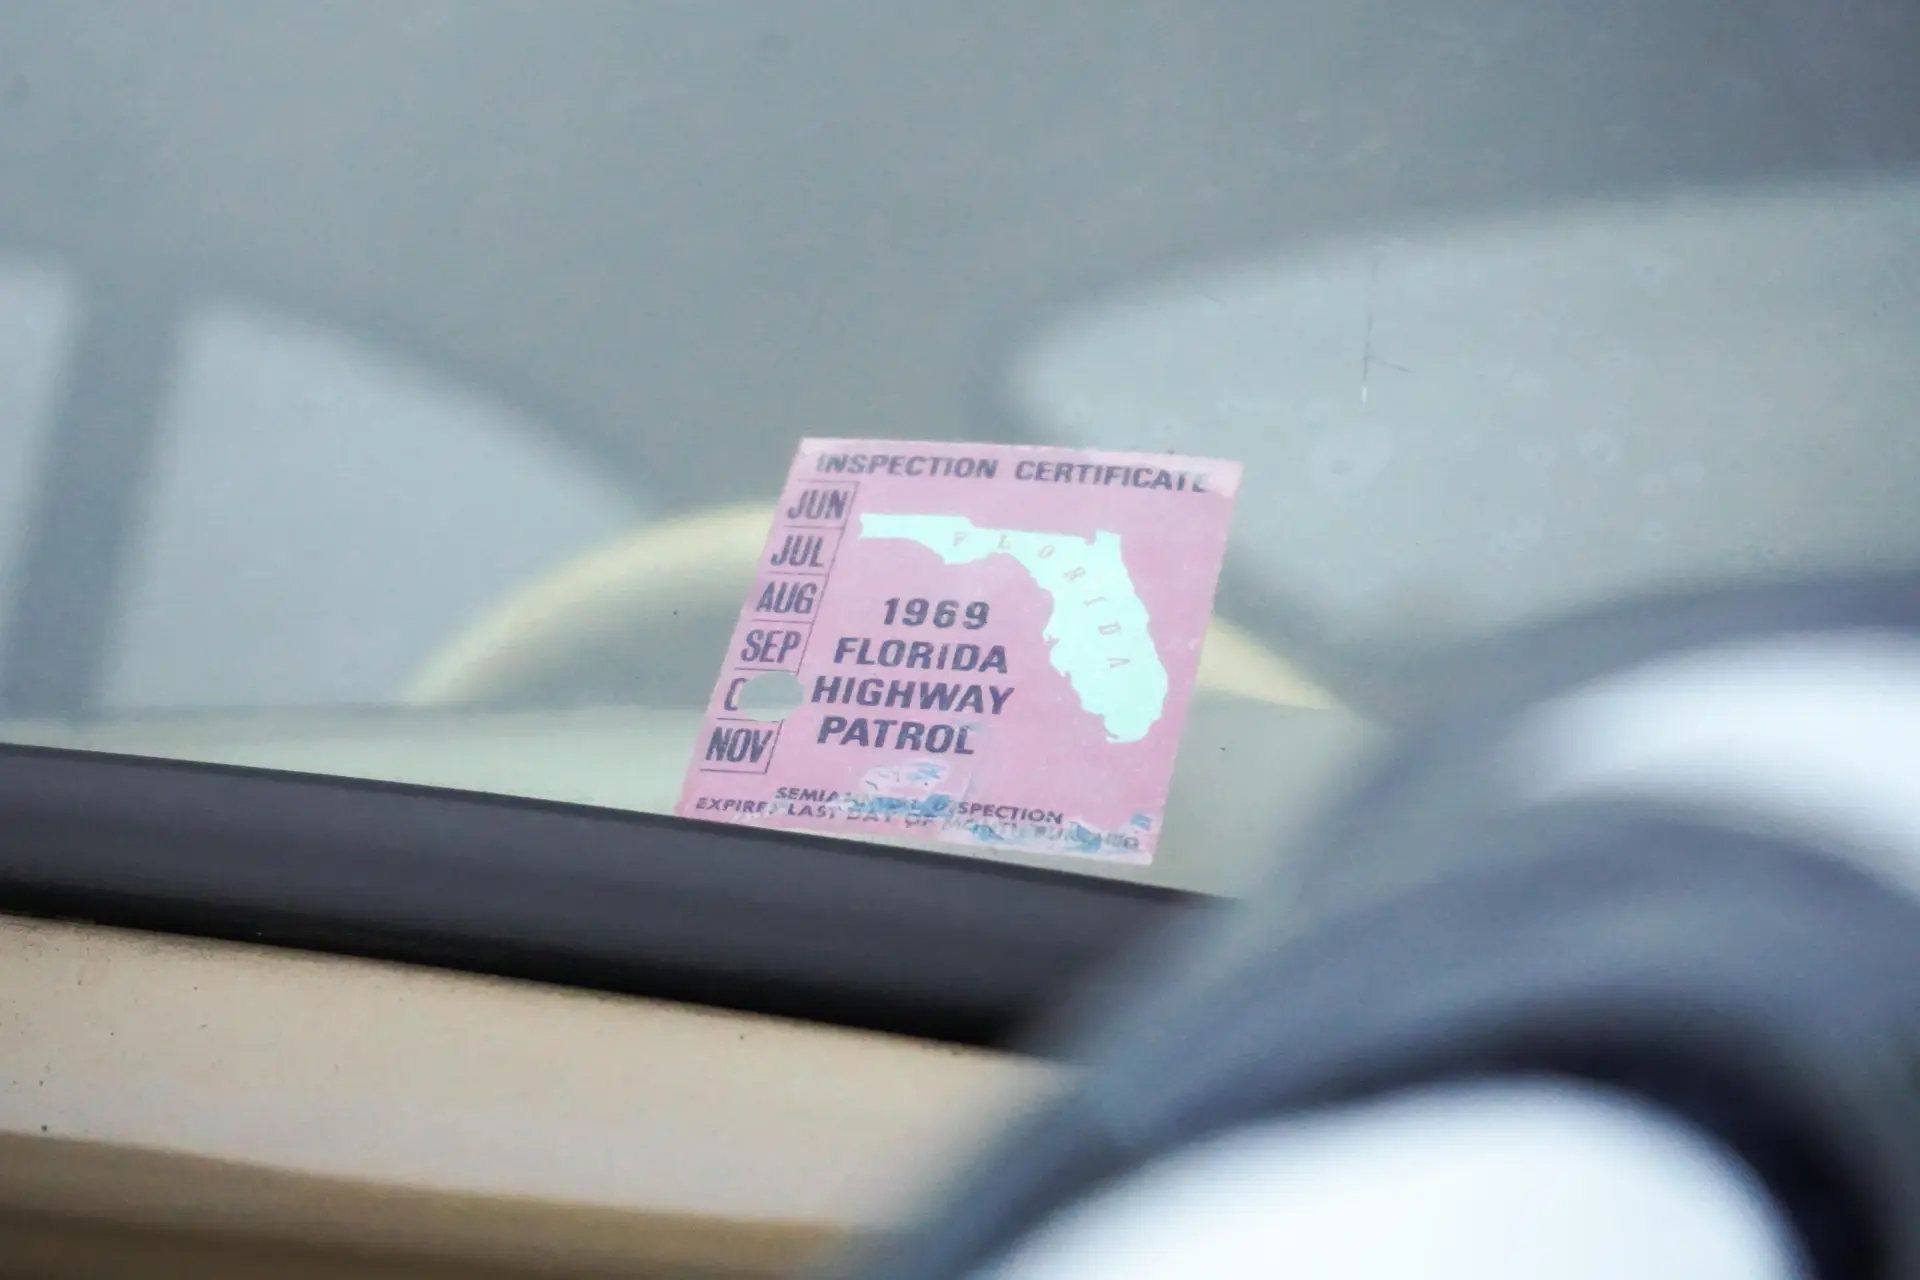 INSPECTION CERTIFICATE
JUN
JUL
AUG
SEP
NOV
FLORIDA
1969
FLORIDA
HIGHWAY
PATROL
EXPIRES LAST DAY OF